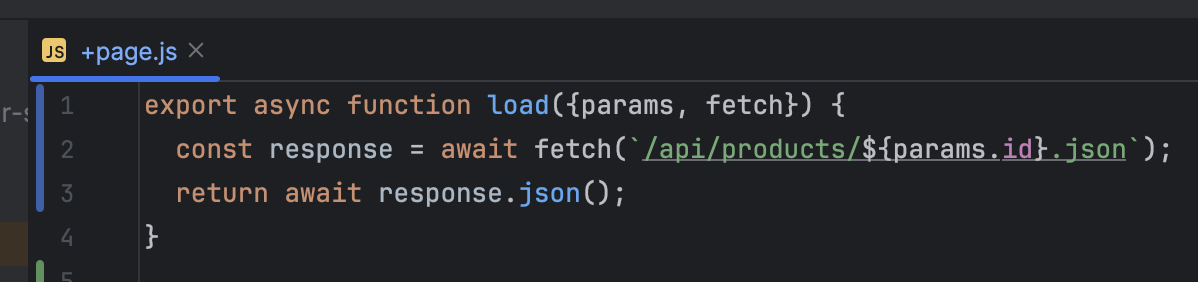 JS +page.js ×
r-s
1 export async function load({params, fetch}) {
2   const response = await fetch(`/api/products/${params.id}.json`);
3   return await response.json();
4 }
5